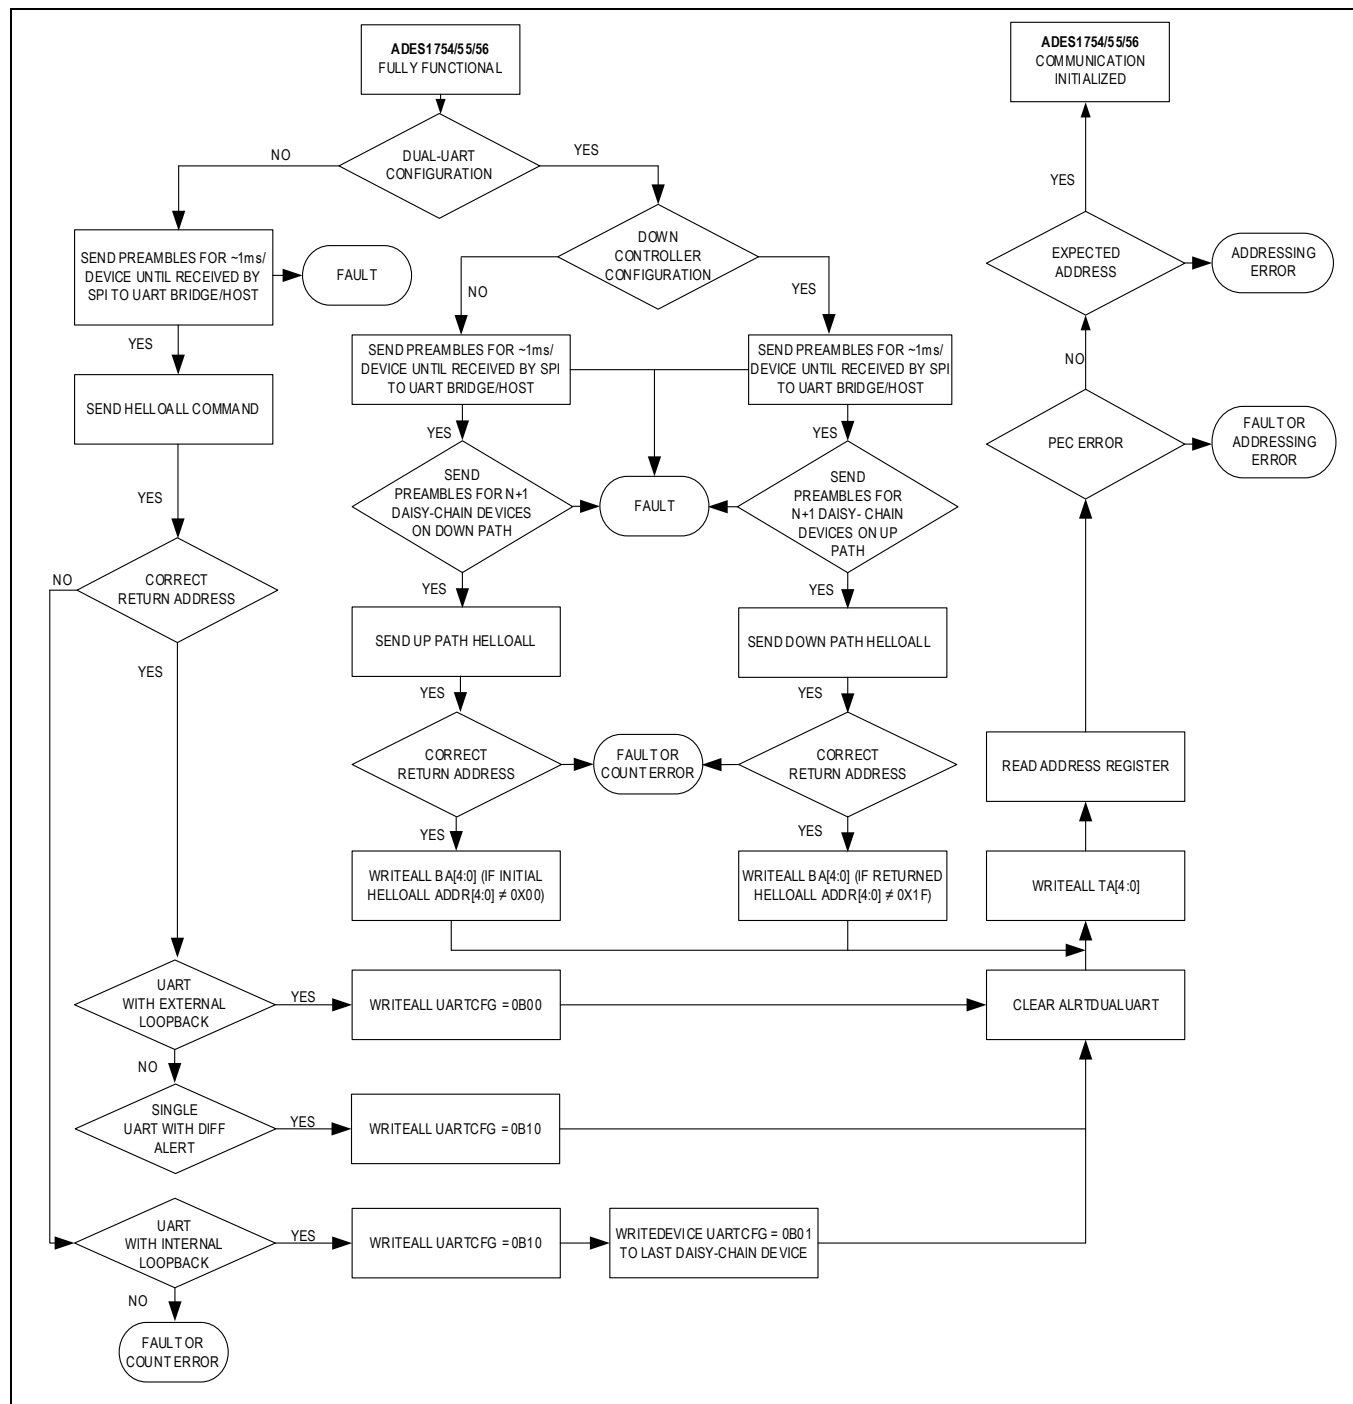 ADES1754/55/56
FULLY FUNCTIONAL
DUAL-UART
CONFIGURATION
NO
YES
SEND PREAMBLES FOR ~1ms/
DEVICE UNTIL RECEIVED BY
SPI TO UART BRIDGE/HOST
FAULT
YES
SEND HELLOALL COMMAND
YES
CORRECT
RETURN ADDRESS
NO
YES
DOWN
CONTROLLER
CONFIGURATION
NO
YES
SEND PREAMBLES FOR ~1ms/
DEVICE UNTIL RECEIVED BY SPI
TO UART BRIDGE/HOST
SEND PREAMBLES FOR ~1ms/
DEVICE UNTIL RECEIVED BY SPI
TO UART BRIDGE/HOST
YES
YES
SEND
PREAMBLES FOR N+1
DAISY-CHAIN DEVICES
ON DOWN PATH
FAULT
SEND
PREAMBLES FOR
N+1 DAISY- CHAIN
DEVICES ON UP
PATH
YES
YES
SEND UP PATH HELLOALL
SEND DOWN PATH HELLOALL
YES
YES
CORRECT
RETURN ADDRESS
FAULT OR
COUNT ERROR
CORRECT
RETURN ADDRESS
YES
YES
WRITEALL BA[4:0] (IF INITIAL
HELLOALL ADDR[4:0] ≠ 0X00)
WRITEALL BA[4:0] (IF RETURNED
HELLOALL ADDR[4:0] ≠ 0X1F)
UART
WITH EXTERNAL
LOOPBACK
YES
WRITEALL UARTCFG = 0B00
NO
SINGLE
UART WITH DIFF
ALERT
YES
WRITEALL UARTCFG = 0B10
UART
WITH INTERNAL
LOOPBACK
YES
WRITEALL UARTCFG = 0B10
WRITEDEVICE UARTCFG = 0B01
TO LAST DAISY-CHAIN DEVICE
NO
FAULT OR
COUNT ERROR
CLEAR ALRTDUALUART
WRITEALL TA[4:0]
READ ADDRESS REGISTER
PEC ERROR
FAULT OR
ADDRESSING
ERROR
NO
EXPECTED
ADDRESS
ADDRESSING
ERROR
YES
ADES1754/55/56
COMMUNICATION
INITIALIZED